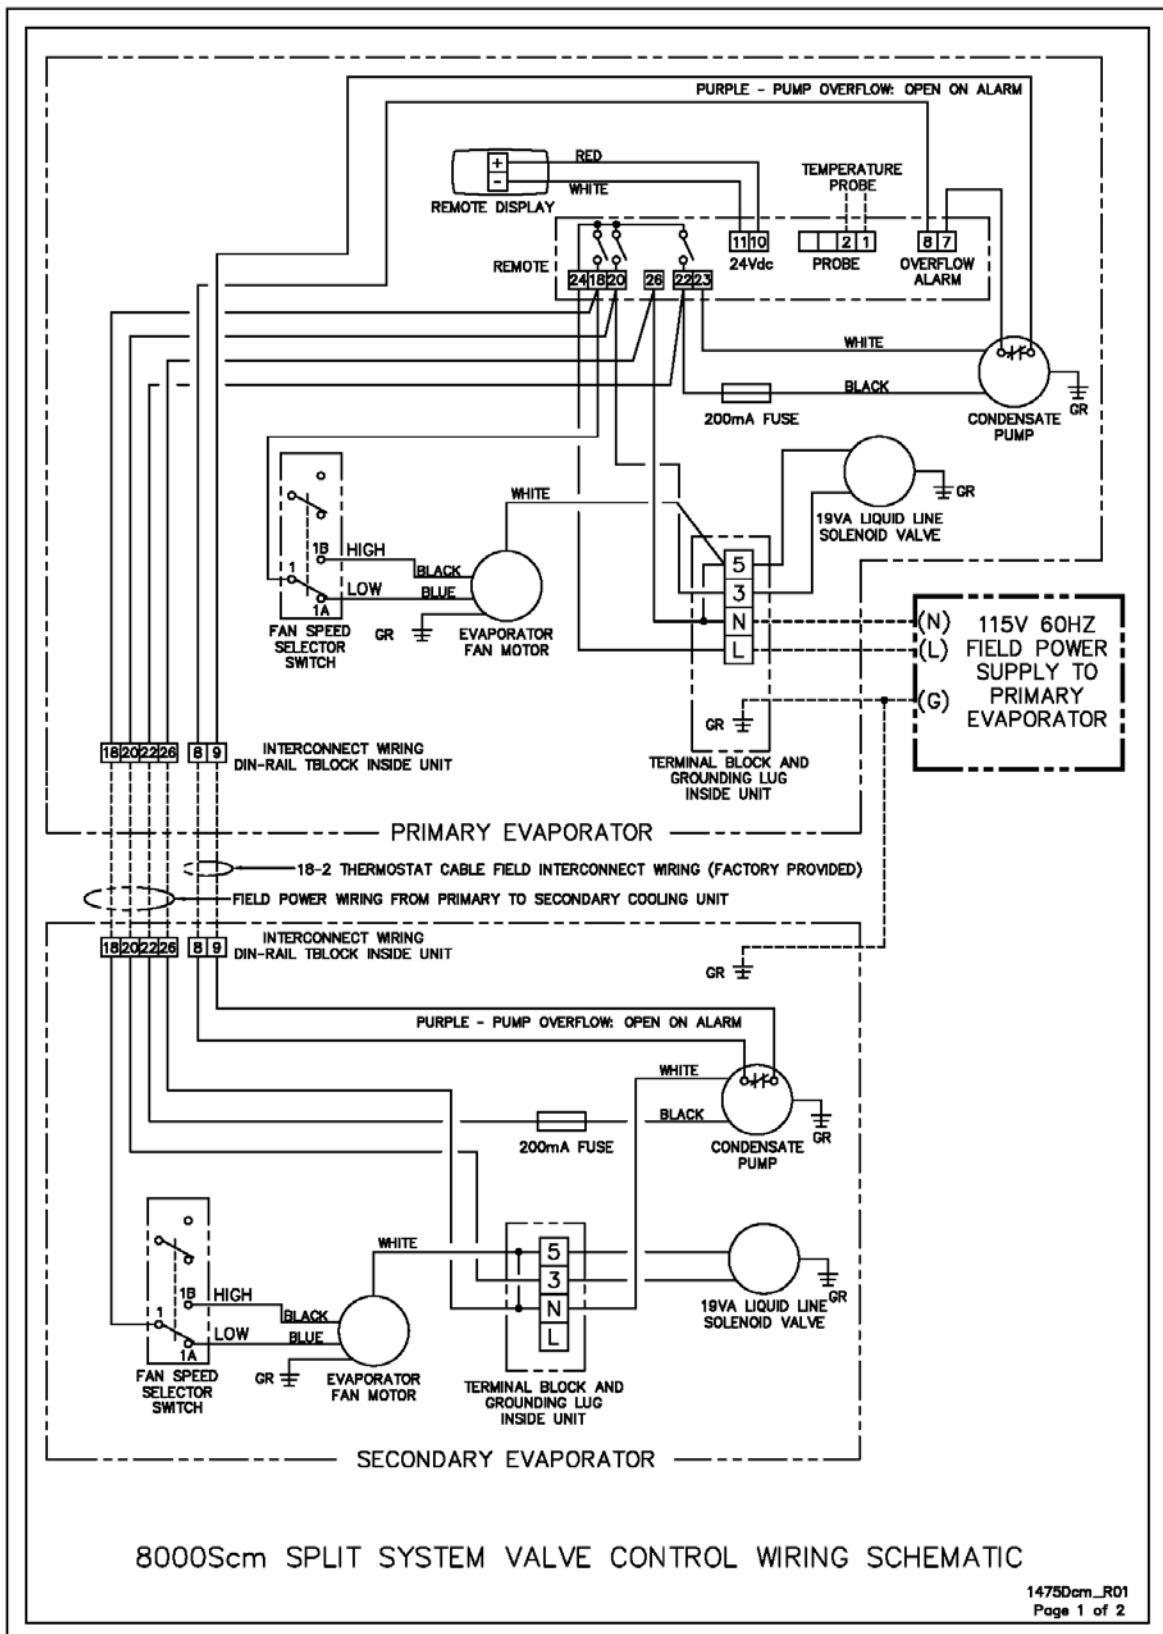 PURPLE - PUMP OVERFLOW: OPEN ON ALARM
RED
+
-
WHITE
REMOTE DISPLAY
TEMPERATURE
PROBE
11 10
24Vdc
2 1
PROBE
8 7
OVERFLOW
ALARM
REMOTE
24 18 20 26 22 23
WHITE
BLACK
200mA FUSE
GR
CONDENSATE
PUMP
WHITE
GR
19VA LIQUID LINE
SOLENOID VALVE
1B
HIGH
1
LOW
1A
BLACK
BLUE
FAN SPEED
SELECTOR
SWITCH
GR
EVAPORATOR
FAN MOTOR
5
3
N
L
(N)
(L)
(G)
115V 60HZ
FIELD POWER
SUPPLY TO
PRIMARY
EVAPORATOR
GR
18 20 22 26 8 9
INTERCONNECT WIRING
DIN-RAIL TBLOCK INSIDE UNIT
TERMINAL BLOCK AND
GROUNDING LUG
INSIDE UNIT
PRIMARY EVAPORATOR
18-2 THERMOSTAT CABLE FIELD INTERCONNECT WIRING (FACTORY PROVIDED)
FIELD POWER WIRING FROM PRIMARY TO SECONDARY COOLING UNIT
18 20 22 26 8 9
INTERCONNECT WIRING
DIN-RAIL TBLOCK INSIDE UNIT
GR
PURPLE - PUMP OVERFLOW: OPEN ON ALARM
WHITE
BLACK
200mA FUSE
GR
CONDENSATE
PUMP
WHITE
5
3
N
L
GR
19VA LIQUID LINE
SOLENOID VALVE
1B
HIGH
1
LOW
1A
BLACK
BLUE
FAN SPEED
SELECTOR
SWITCH
GR
EVAPORATOR
FAN MOTOR
TERMINAL BLOCK AND
GROUNDING LUG
INSIDE UNIT
SECONDARY EVAPORATOR
8000Scm SPLIT SYSTEM VALVE CONTROL WIRING SCHEMATIC
1475Dcm_R01
Page 1 of 2